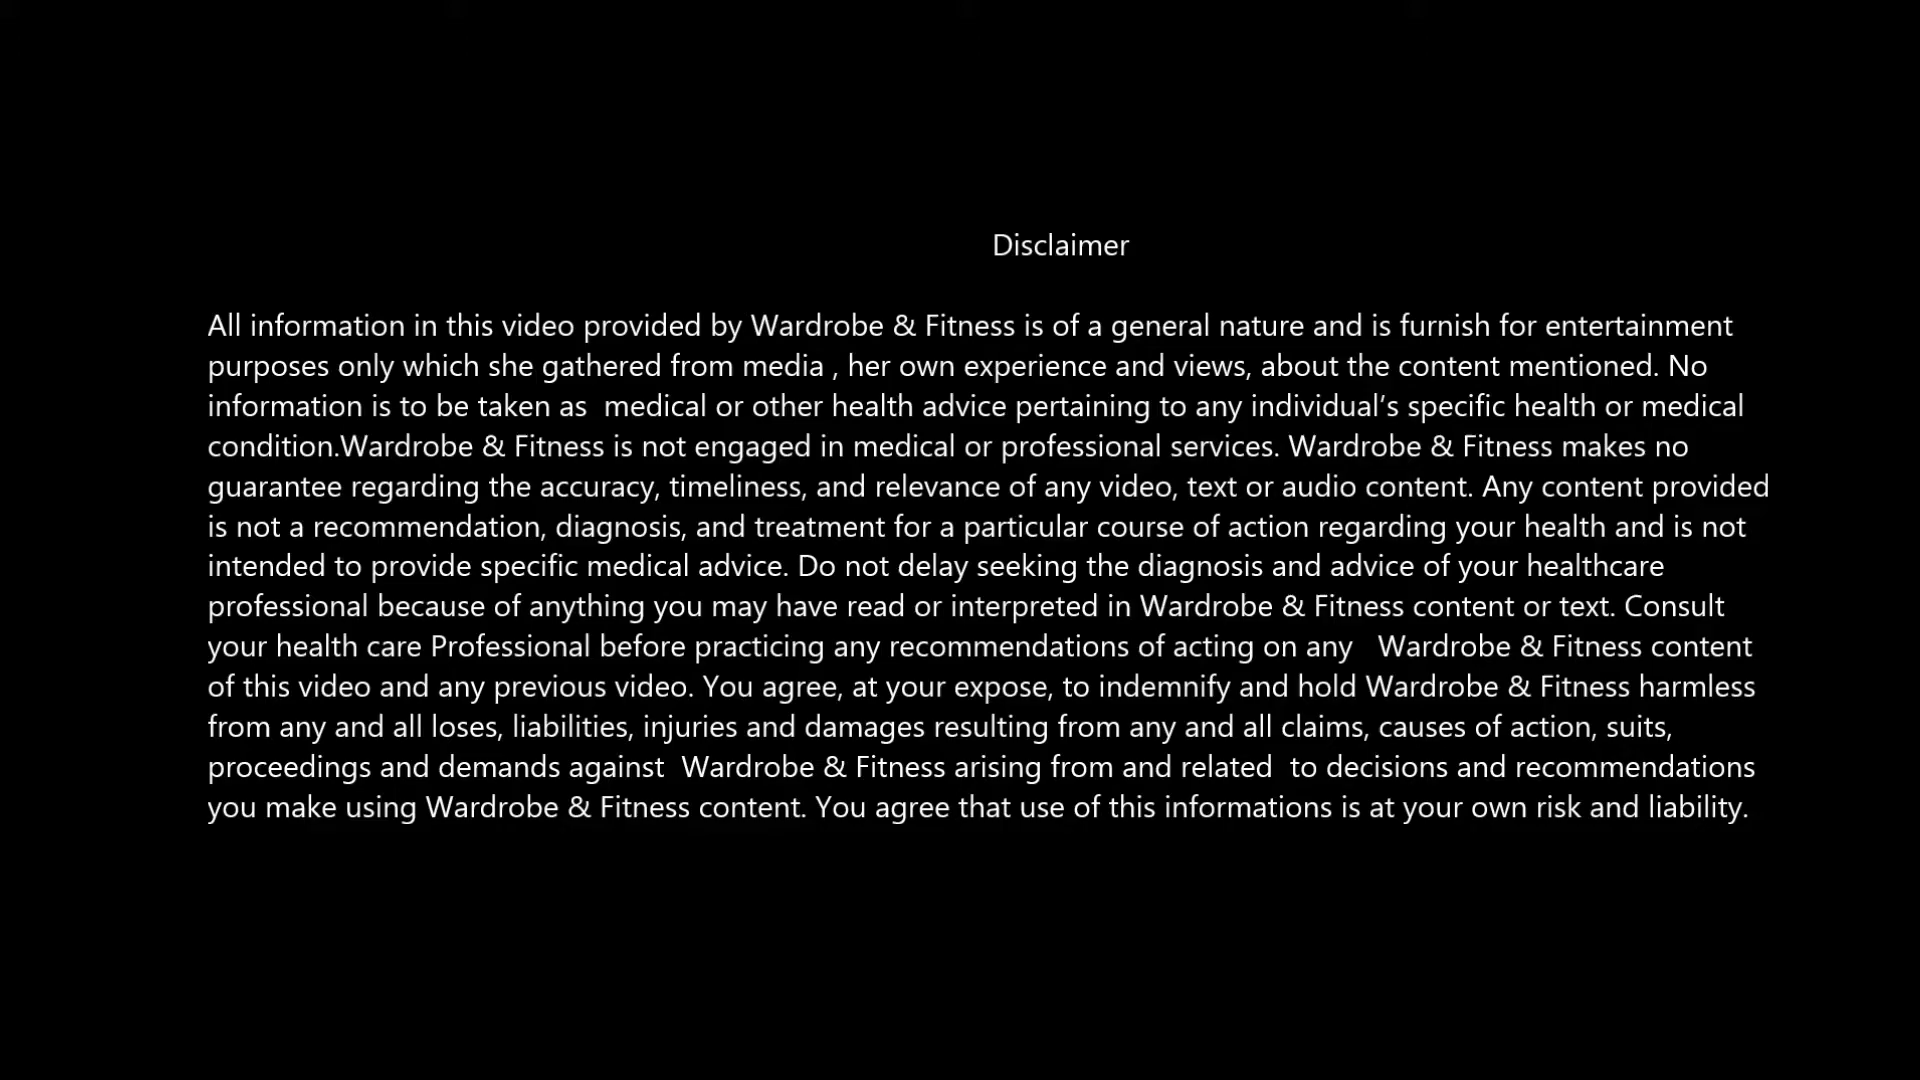 Disclaimer
All information in this video provided by Wardrobe & Fitness is of a general nature and is furnish for entertainment
purposes only which she gathered from media , her own experience and views, about the content mentioned. No
information is to be taken as  medical or other health advice pertaining to any individual’s specific health or medical
condition.Wardrobe & Fitness is not engaged in medical or professional services. Wardrobe & Fitness makes no
guarantee regarding the accuracy, timeliness, and relevance of any video, text or audio content. Any content provided
is not a recommendation, diagnosis, and treatment for a particular course of action regarding your health and is not
intended to provide specific medical advice. Do not delay seeking the diagnosis and advice of your healthcare
professional because of anything you may have read or interpreted in Wardrobe & Fitness content or text. Consult
your health care Professional before practicing any recommendations of acting on any   Wardrobe & Fitness content
of this video and any previous video. You agree, at your expose, to indemnify and hold Wardrobe & Fitness harmless
from any and all loses, liabilities, injuries and damages resulting from any and all claims, causes of action, suits,
proceedings and demands against  Wardrobe & Fitness arising from and related  to decisions and recommendations
you make using Wardrobe & Fitness content. You agree that use of this informations is at your own risk and liability.